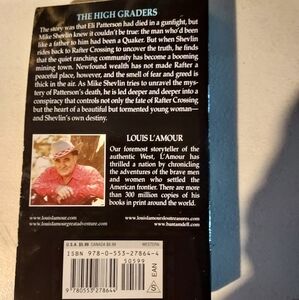 THE HIGH GRADERS
The story was that Eli Patterson had died in a gunfight, but
Mike Shevlin knew it couldn't be true: the man who'd been
like a father to him had been a Quaker. But when Shevlin
rides back to Rafter Crossing to uncover the truth, he finds
that the quiet ranching community has become a booming
mining town. Newfound wealth has not made Rafter a
peaceful place, however, and the smell of fear and greed is
thick in the air. As Mike Shevlin tries to unravel the
mystery of Patterson's death, he is led deeper and deeper into a
conspiracy that controls not only the fate of Rafter Crossing
but the heart of a beautiful but tormented young woman—
and Shevlin's own destiny.
LOUIS L'AMOUR
Our foremost storyteller of the
authentic West, L'Amour has
thrilled a nation by chronicling
the adventures of the brave men
and women who settled the
American frontier. There are
more than 300 million copies of
his books in print around the world.
www.louislamour.com
www.louislamourgreatadventure.com
www.louislamourslosttreasures.com
www.bantamdell.com
U.S.A. $5.99 CANADA $8.99
WESTERN
ISBN 978-0-553-27864-4
50599
9 780553 278644
EAN